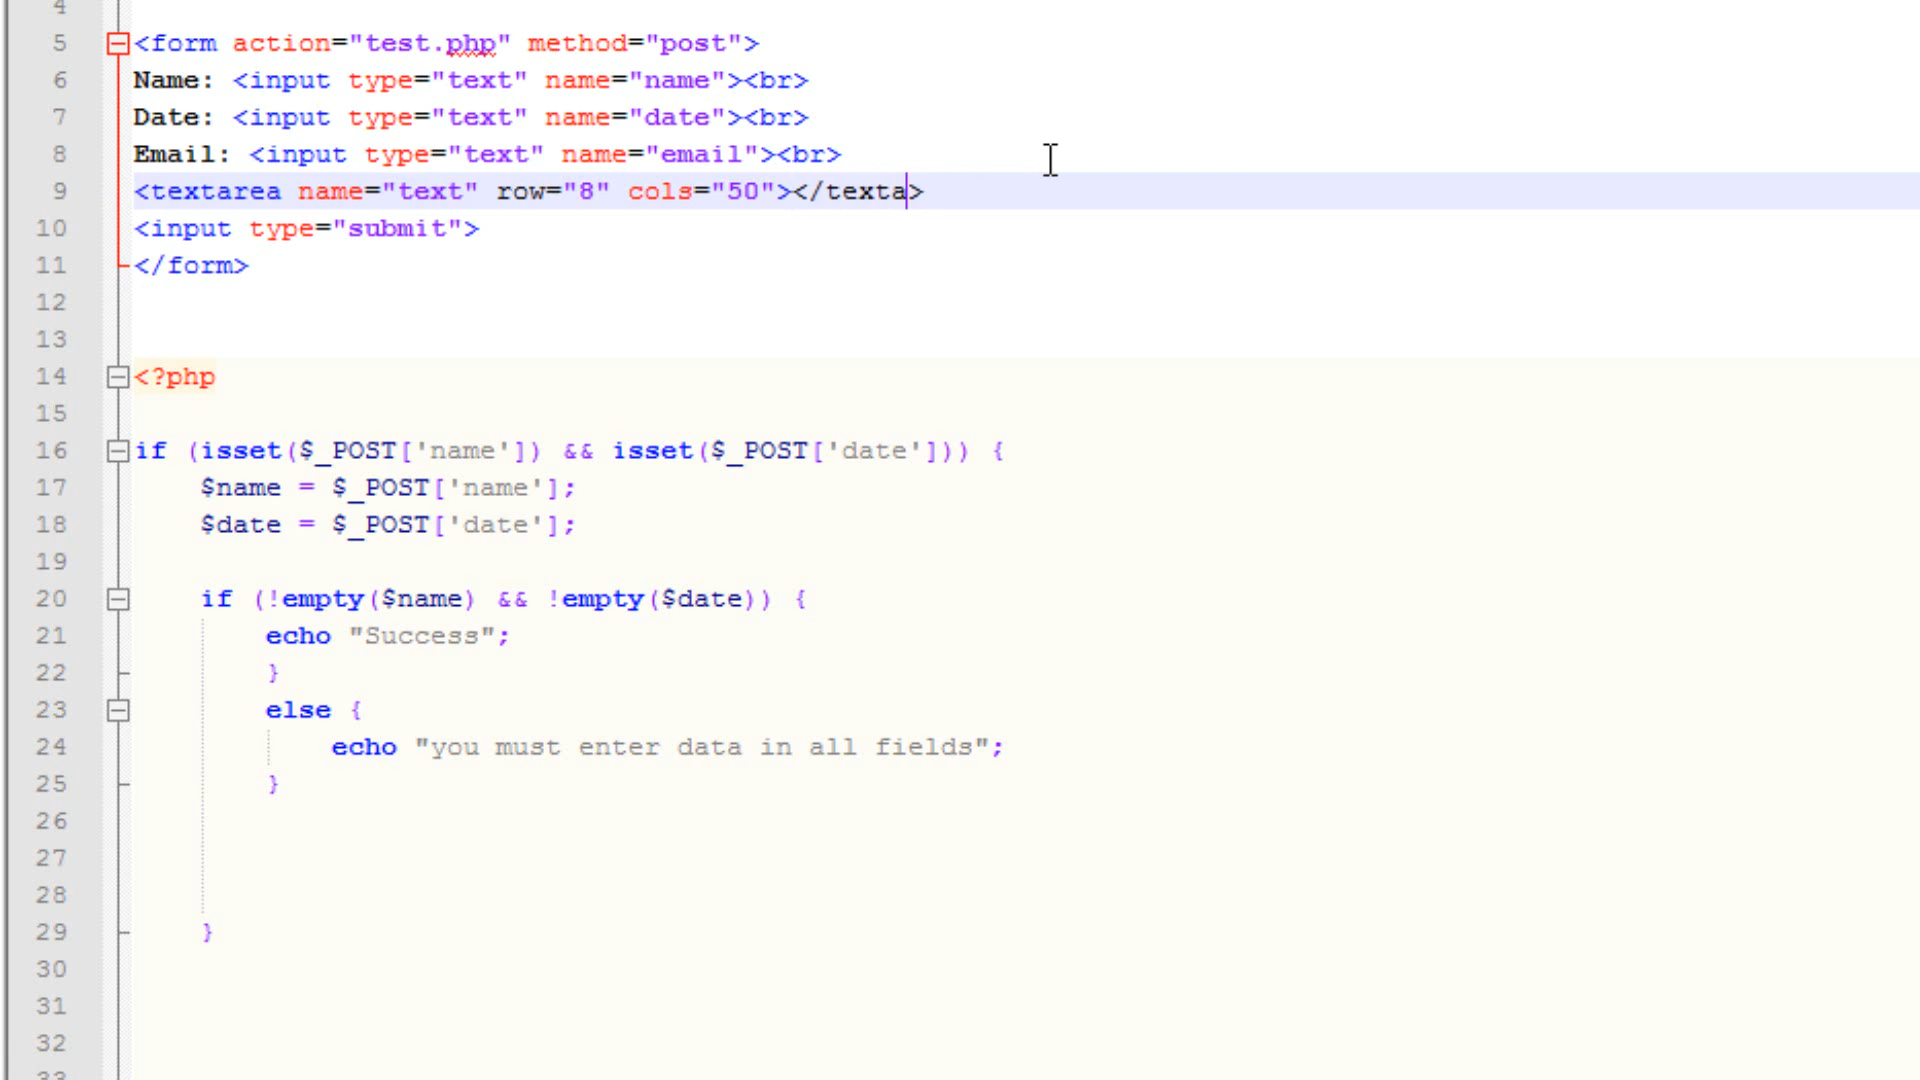 4
5 <form action="test.php" method="post">
6 Name: <input type="text" name="name"><br>
7 Date: <input type="text" name="date"><br>
8 Email: <input type="text" name="email"><br>
9 <textarea name="text" row="8" cols="50"></texta>
10 <input type="submit">
11 </form>
12
13
14 <?php
15
16 if (isset($_POST['name']) && isset($_POST['date'])) {
17 $name = $_POST['name'];
18 $date = $_POST['date'];
19
20 if (!empty($name) && !empty($date)) {
21 echo "Success";
22 }
23 else {
24 echo "you must enter data in all fields";
25 }
26
27
28
29 }
30
31
32
33